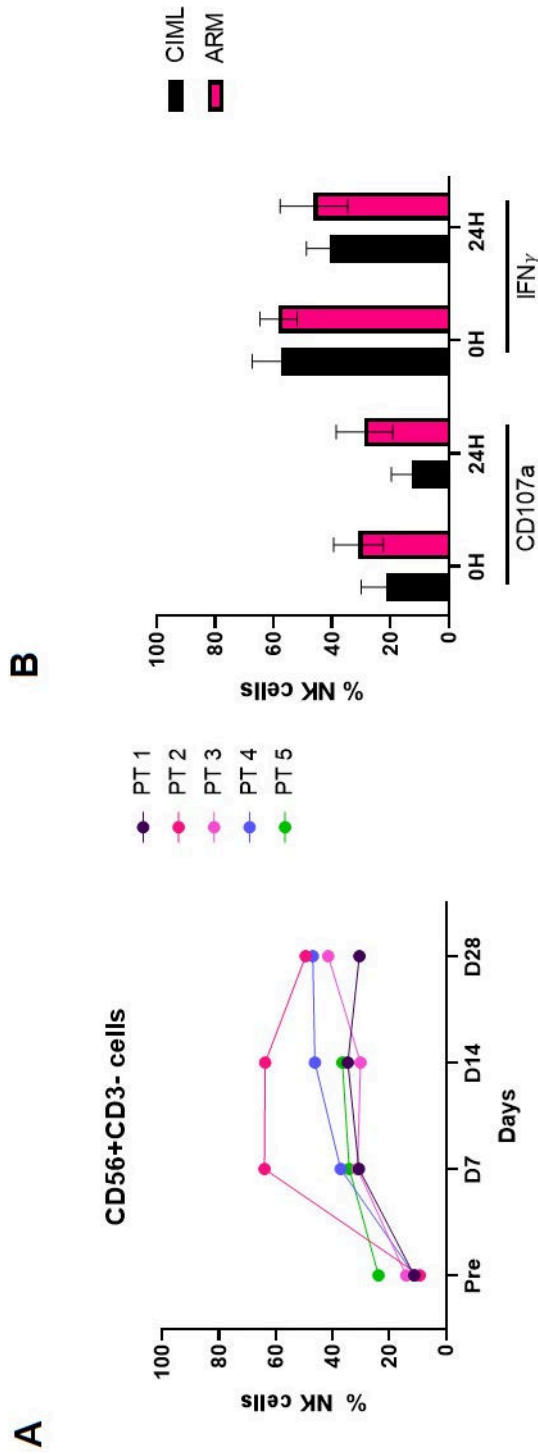 A
CD56+CD3- cells
% NK cells
100
80
60
40
20
0
Pre
D7
D14
D28
Days
PT 1
PT 2
PT 3
PT 4
PT 5
B
% NK cells
100
80
60
40
20
0
0H
24H
0H
24H
CD107a
IFNγ
CIML
ARM